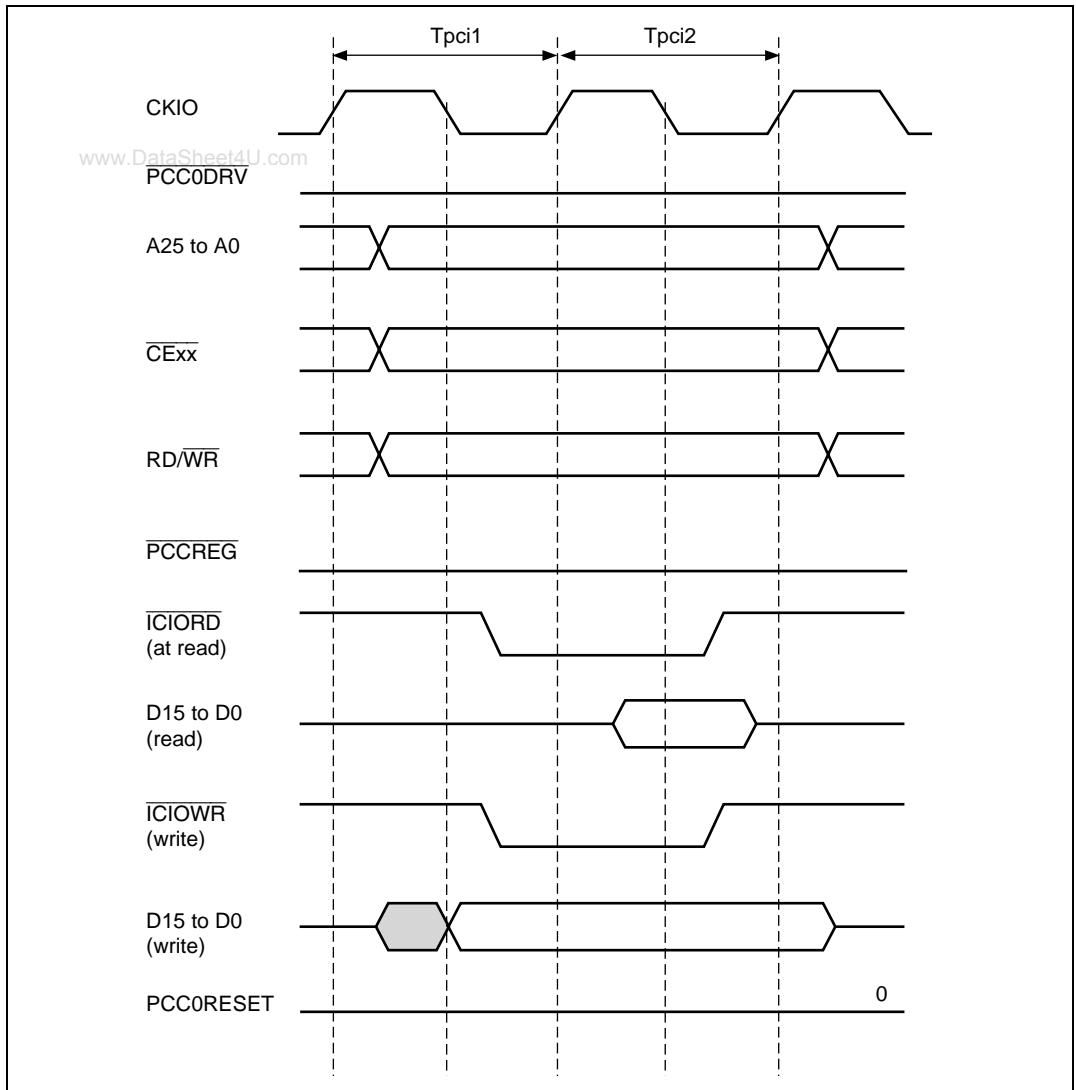 Tpci1 Tpci2
CKIO
www.DataSheet4U.com
PCC0DRV
A25 to A0
CExx
RD/WR
PCCREG
ICIORD
(at read)
D15 to D0
(read)
ICIOWR
(write)
D15 to D0
(write)
PCC0RESET 0